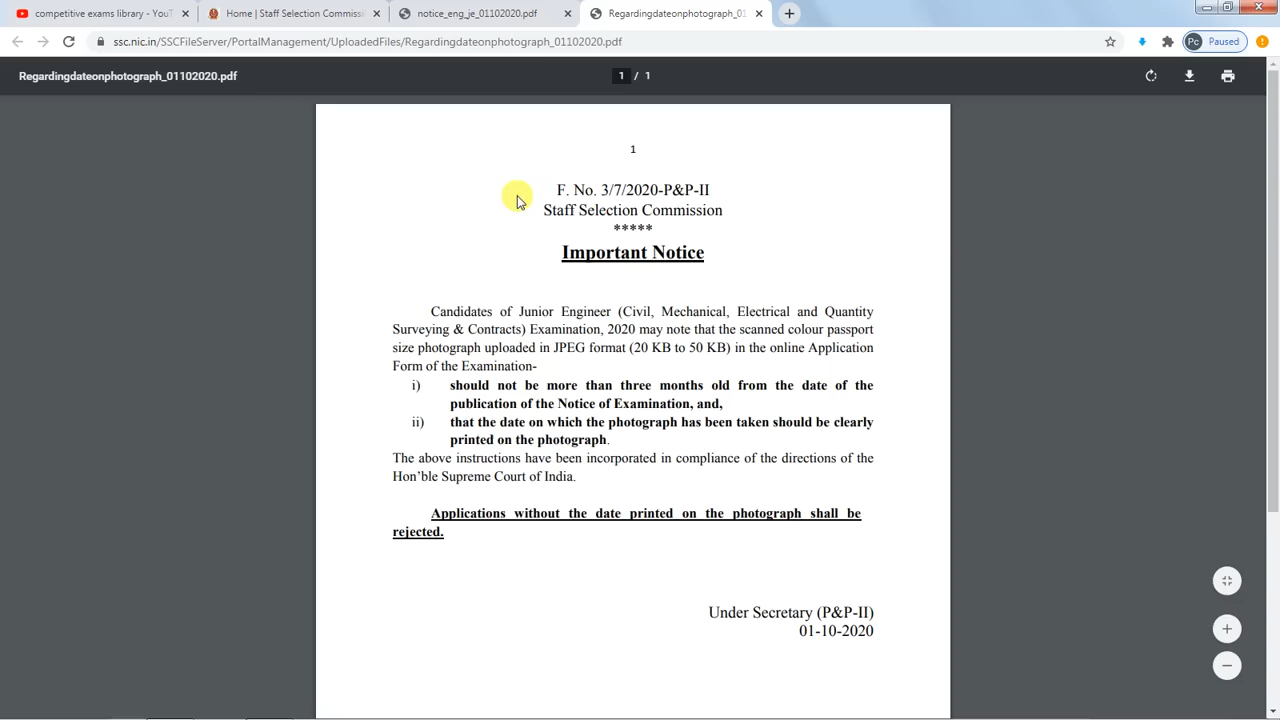 competitive exams library - YouT
Home | Staff Selection Commissi
notice_eng_je_01102020.pdf
Regardingdateonphotograph_01
ssc.nic.in/SSCFileServer/PortalManagement/UploadedFiles/Regardingdateonphotograph_01102020.pdf
Pc
Paused
Regardingdateonphotograph_01102020.pdf
1 / 1
1
F. No. 3/7/2020-P&P-II
Staff Selection Commission
*****
Important Notice
Candidates of Junior Engineer (Civil, Mechanical, Electrical and Quantity
Surveying & Contracts) Examination, 2020 may note that the scanned colour passport
size photograph uploaded in JPEG format (20 KB to 50 KB) in the online Application
Form of the Examination-
i) should not be more than three months old from the date of the
publication of the Notice of Examination, and,
ii) that the date on which the photograph has been taken should be clearly
printed on the photograph.
The above instructions have been incorporated in compliance of the directions of the
Hon'ble Supreme Court of India.
Applications without the date printed on the photograph shall be
rejected.
Under Secretary (P&P-II)
01-10-2020